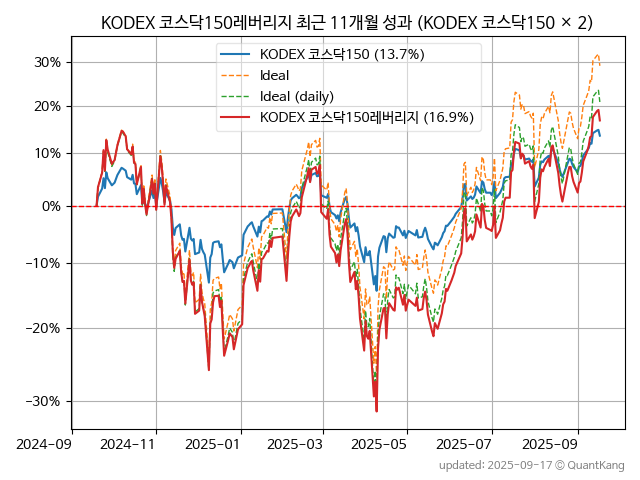 KODEX 코스닥150레버리지 최근 11개월 성과 (KODEX 코스닥150 × 2)
KODEX 코스닥150 (13.7%)
Ideal
Ideal (daily)
KODEX 코스닥150레버리지 (16.9%)
30%
20%
10%
0%
−10%
−20%
−30%
2024-09 2024-11 2025-01 2025-03 2025-05 2025-07 2025-09
updated: 2025-09-17 © QuantKang